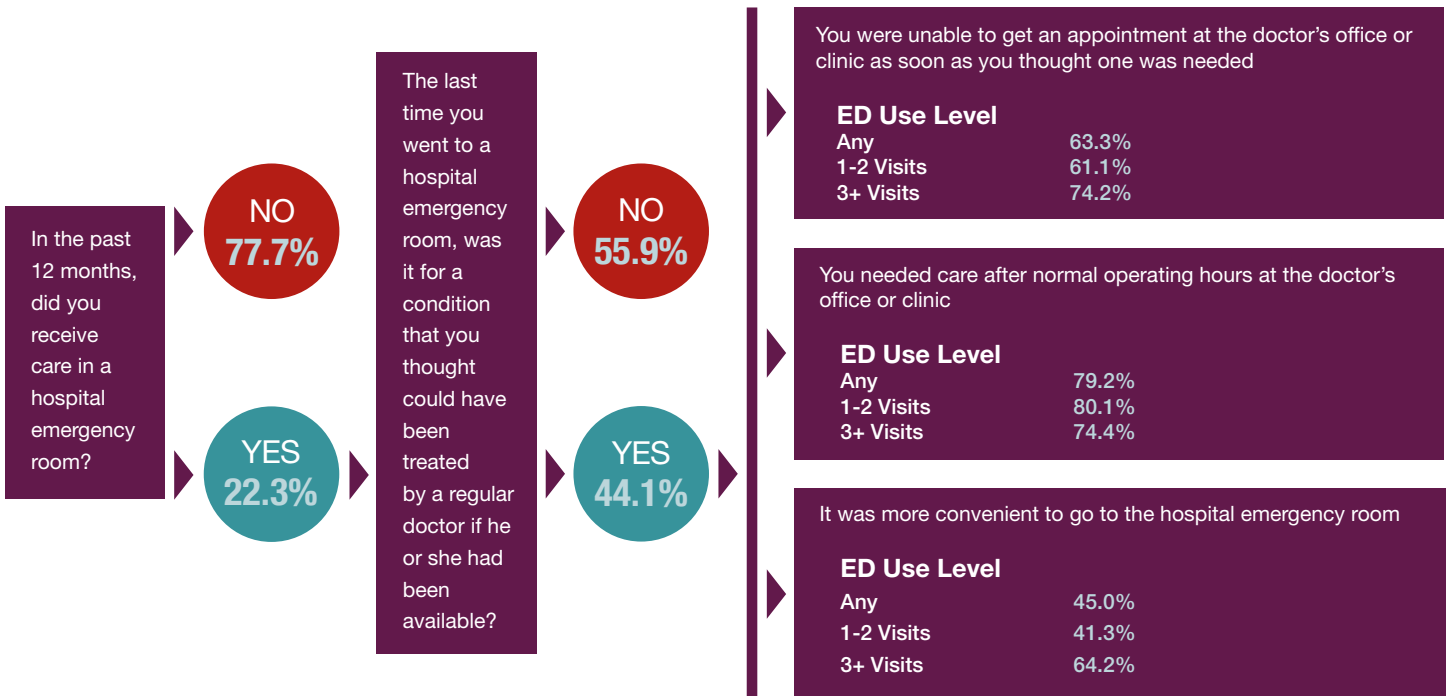 In the past
12 months,
did you
receive
care in a
hospital
emergency
room?
NO
77.7%
YES
22.3%
The last
time you
went to a
hospital
emergency
room, was
it for a
condition
that you
thought
could have
been
treated
by a regular
doctor if he
or she had
been
available?
NO
55.9%
YES
44.1%
You were unable to get an appointment at the doctor’s office or
clinic as soon as you thought one was needed
ED Use Level
Any 63.3%
1-2 Visits 61.1%
3+ Visits 74.2%
You needed care after normal operating hours at the doctor’s
office or clinic
ED Use Level
Any 79.2%
1-2 Visits 80.1%
3+ Visits 74.4%
It was more convenient to go to the hospital emergency room
ED Use Level
Any 45.0%
1-2 Visits 41.3%
3+ Visits 64.2%